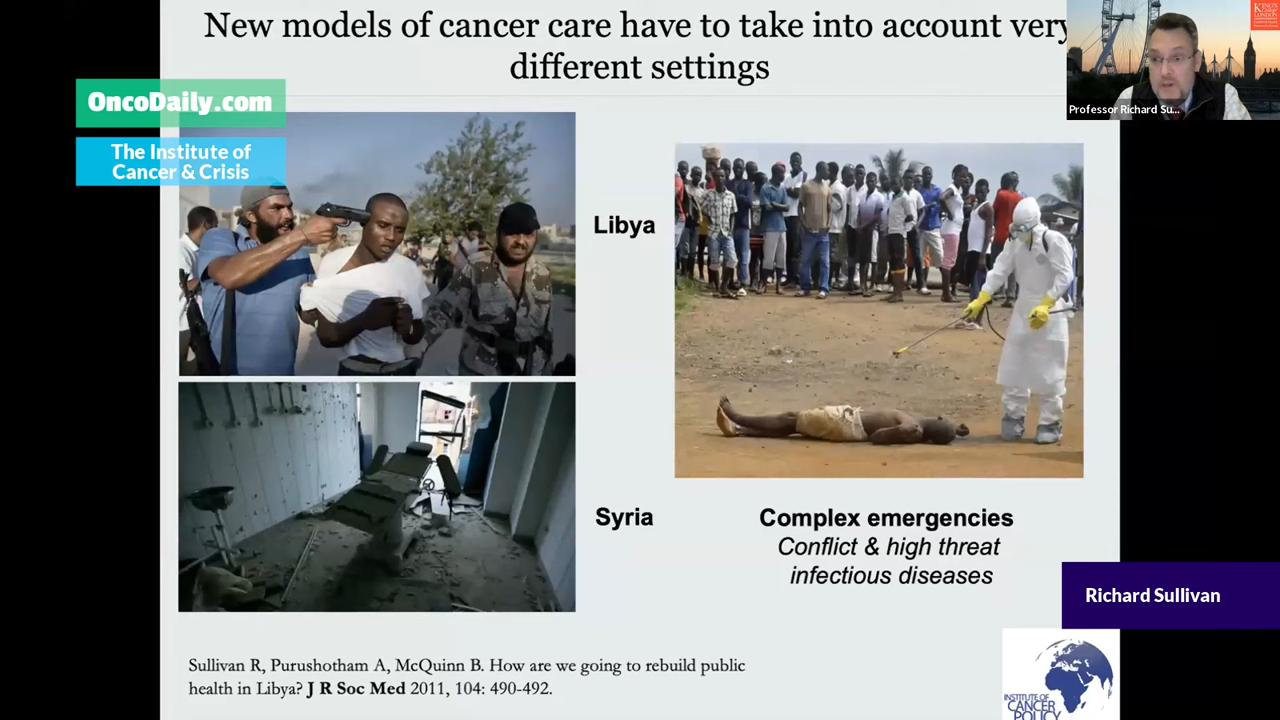 New models of cancer care have to take into account very
different settings
OncoDaily.com
The Institute of
Cancer & Crisis
KING'S
College
LONDON
Professor Richard Su...
Libya
Syria
Complex emergencies
Conflict & high threat
infectious diseases
Richard Sullivan
Sullivan R, Purushotham A, McQuinn B. How are we going to rebuild public
health in Libya? J R Soc Med 2011, 104: 490-492.
INSTITUTE OF
CANCER
POLICY